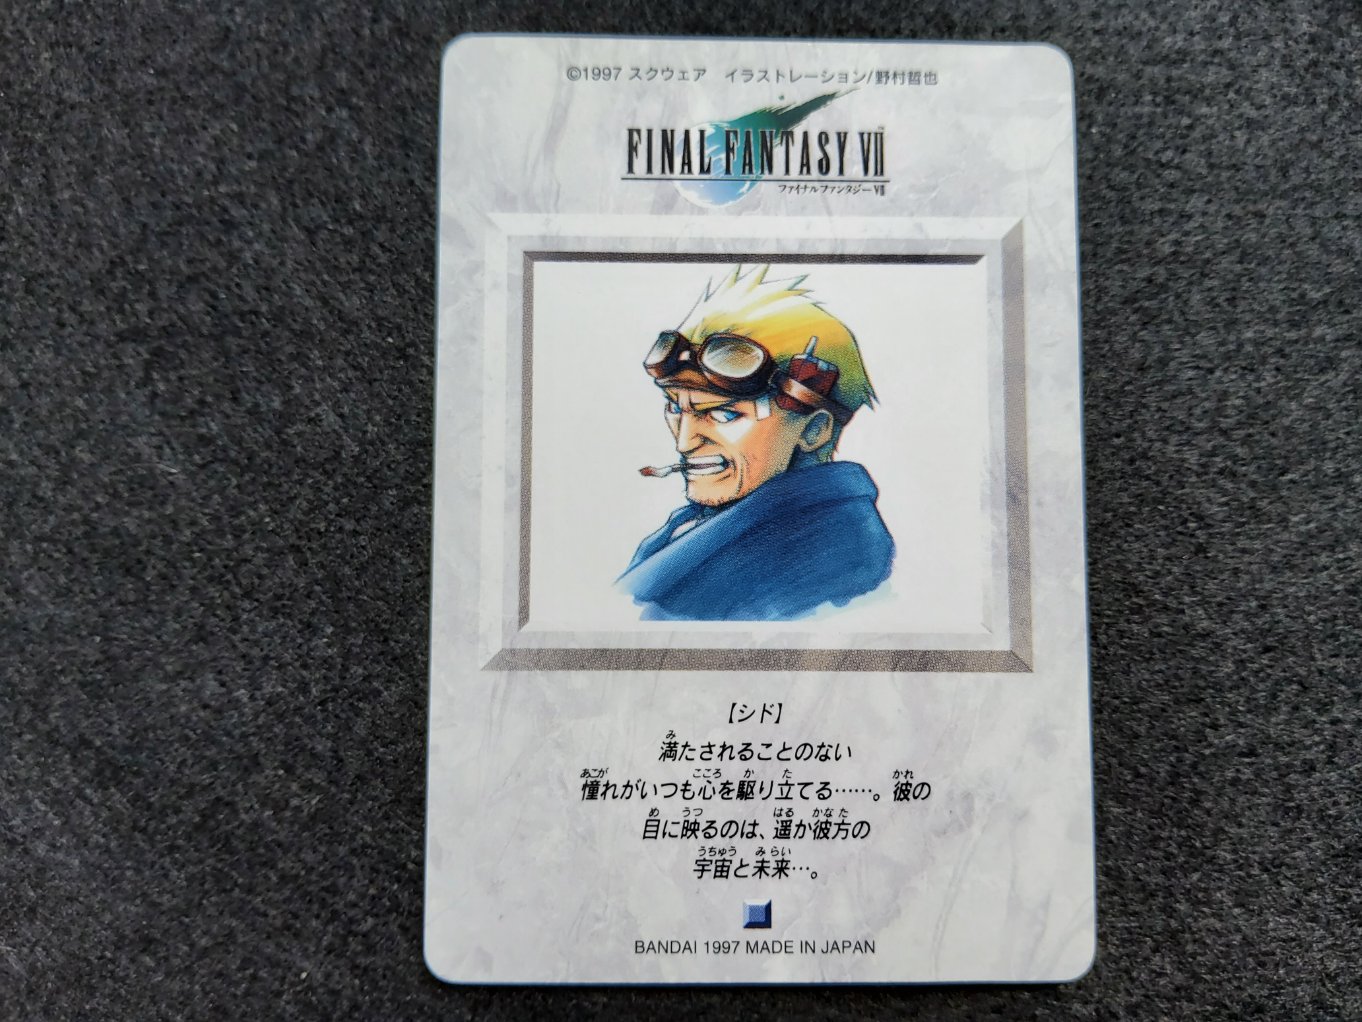 ©1997 スクウェア イラストレーション/野村哲也
FINAL FANTASY VII
ファイナルファンタジーVII
【シド】
満たされることのない
憧れがいつも心を駆り立てる……。彼の
目に映るのは、遥か彼方の
宇宙と未来…。
BANDAI 1997 MADE IN JAPAN